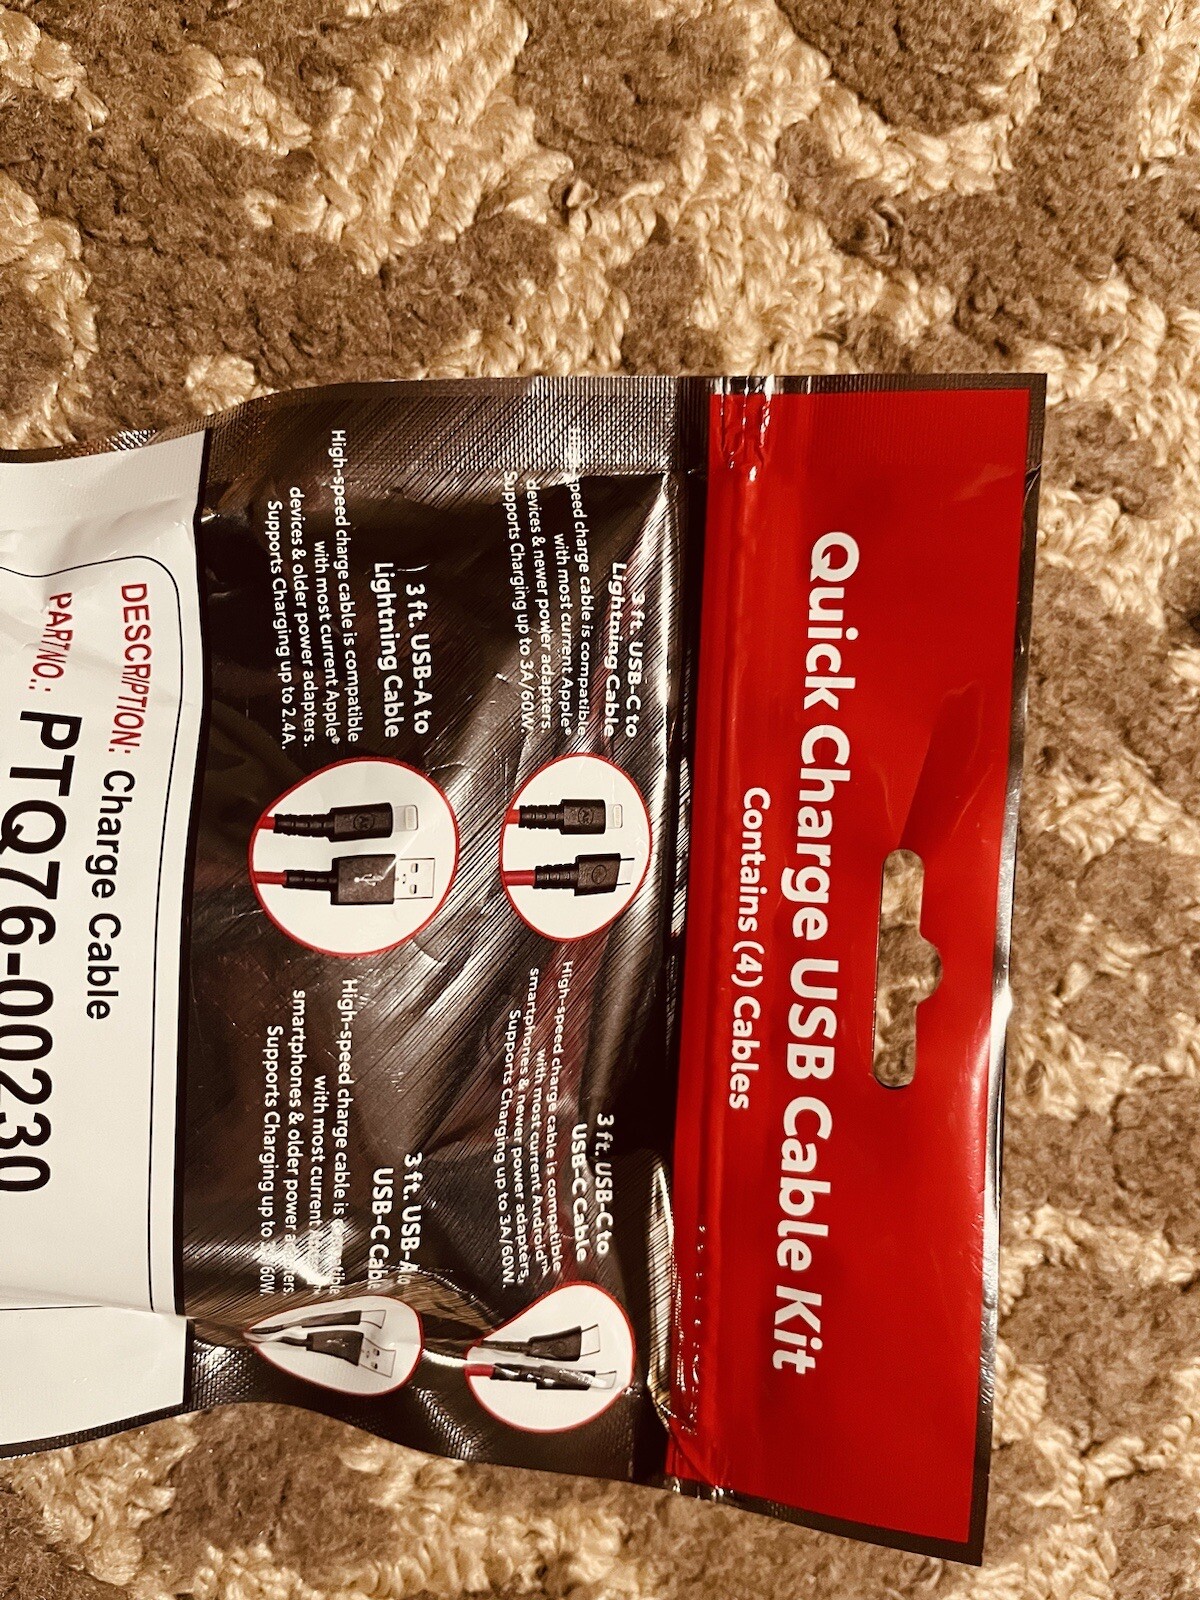 Quick Charge USB Cable Kit
Contains (4) Cables
3 ft. USB-C to
Lightning Cable
speed charge cable is compatible
with most current Apple®
devices & newer power adapters.
Supports Charging up to 3A/60W.
3 ft. USB-C to
USB-C Cable
High-speed charge cable is compatible
with most current Android™
smartphones & newer power adapters,
Supports Charging up to 3A/60W.
3 ft. USB-A to
Lightning Cable
High-speed charge cable is compatible
with most current Apple®
devices & older power adapters.
Supports Charging up to 2.4A.
3 ft. USB-A to
USB-C Cable
High-speed charge cable is
with most current
smartphones & older power
Supports Charging up to 60W.
DESCRIPTION: Charge Cable
PART NO.: PTQ76-00230